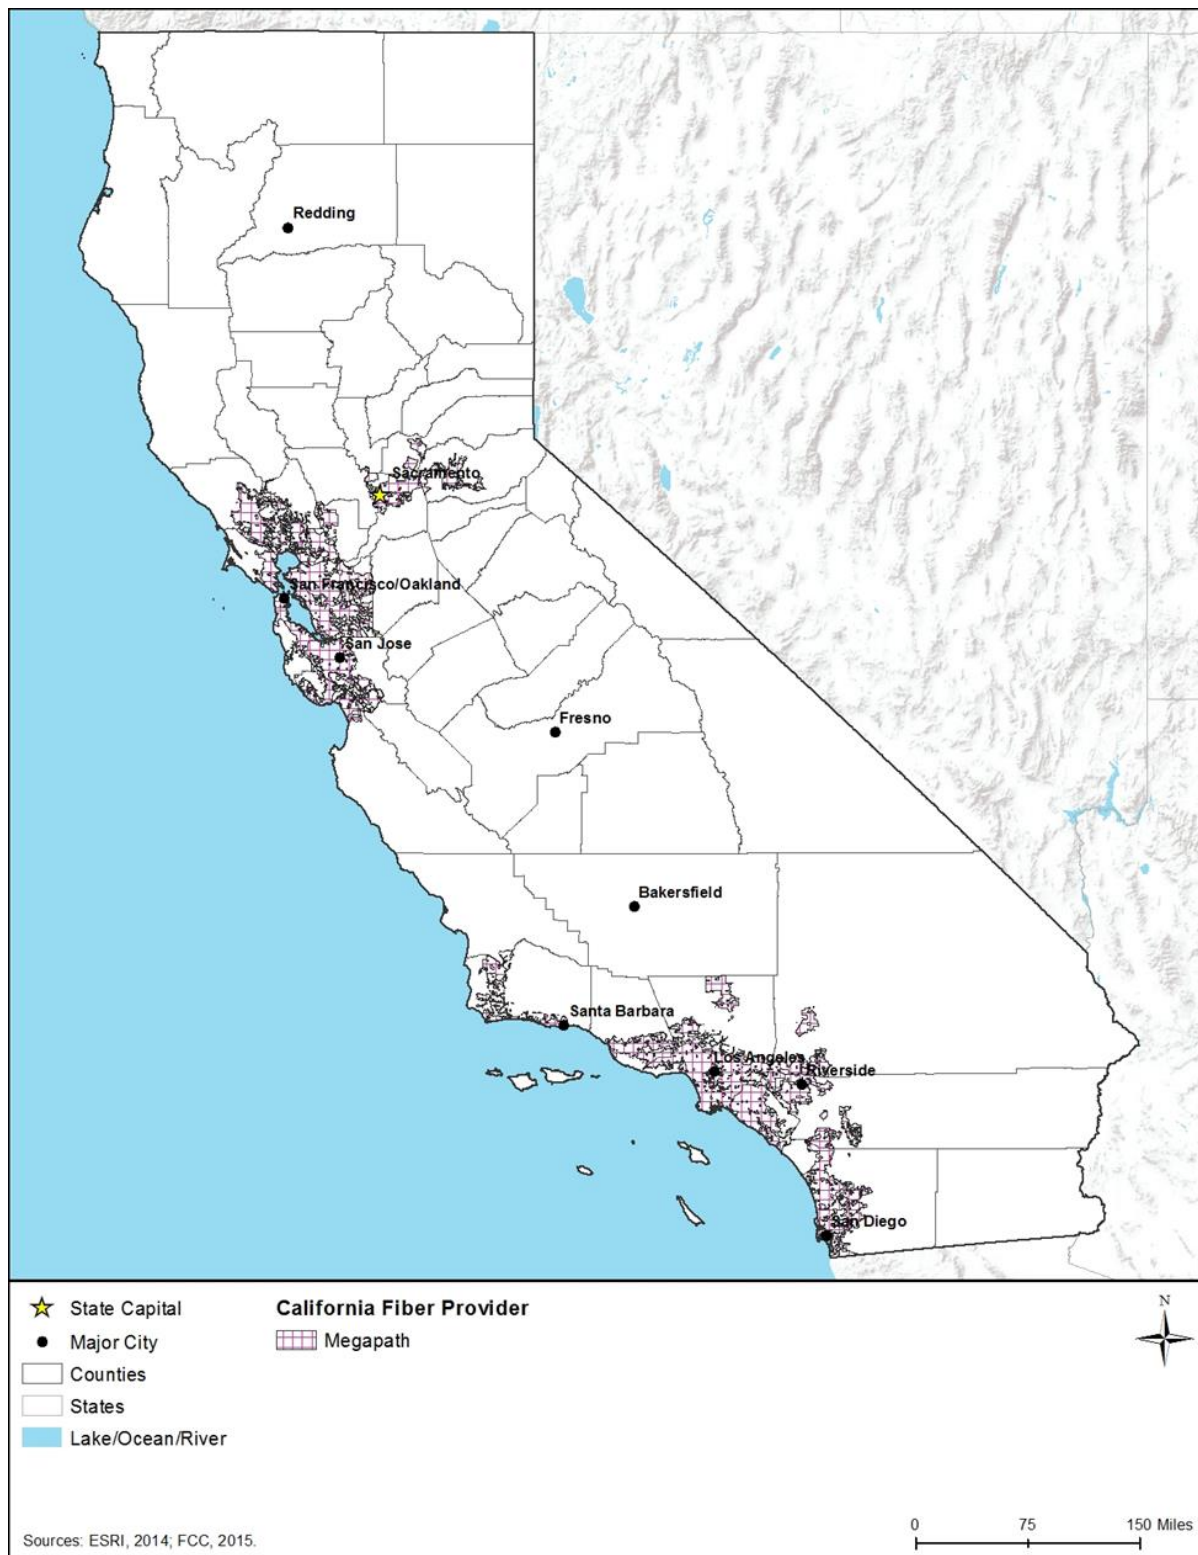 Redding
Sacramento
San Francisco/Oakland
San Jose
Fresno
Bakersfield
Santa Barbara
Los Angeles
Riverside
San Diego
State Capital
Major City
Counties
States
Lake/Ocean/River
California Fiber Provider
Megapath
N
Sources: ESRI, 2014; FCC, 2015.
0 75 150 Miles